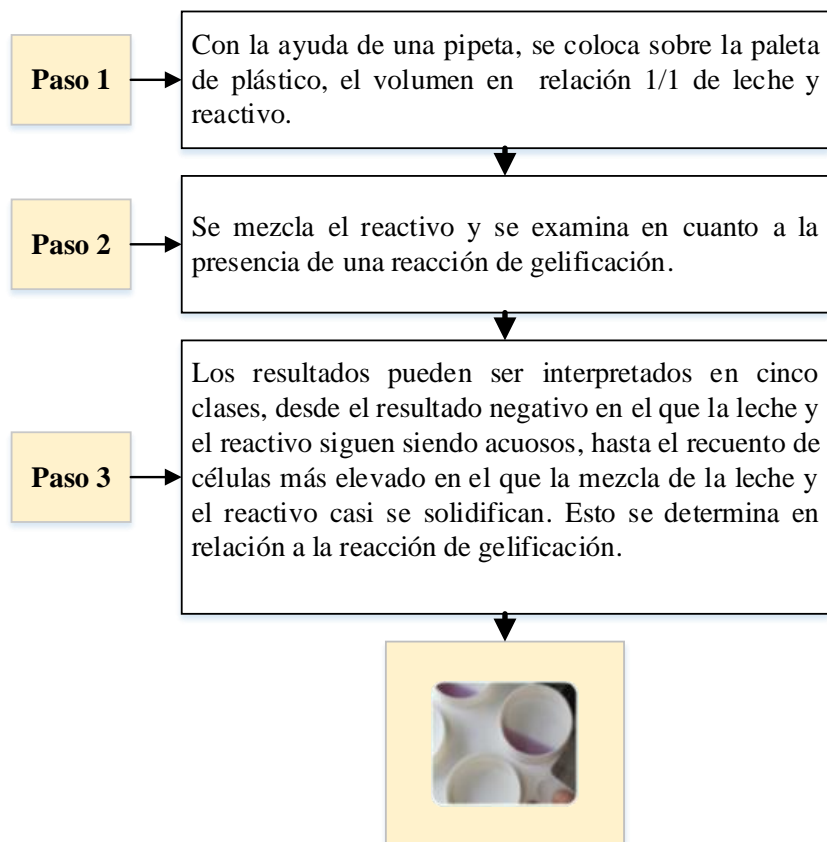 Paso 1
Con la ayuda de una pipeta, se coloca sobre la paleta
de plástico, el volumen en relación 1/1 de leche y
reactivo.
Paso 2
Se mezcla el reactivo y se examina en cuanto a la
presencia de una reacción de gelificación.
Paso 3
Los resultados pueden ser interpretados en cinco
clases, desde el resultado negativo en el que la leche y
el reactivo siguen siendo acuosos, hasta el recuento de
células más elevado en el que la mezcla de la leche y
el reactivo casi se solidifican. Esto se determina en
relación a la reacción de gelificación.